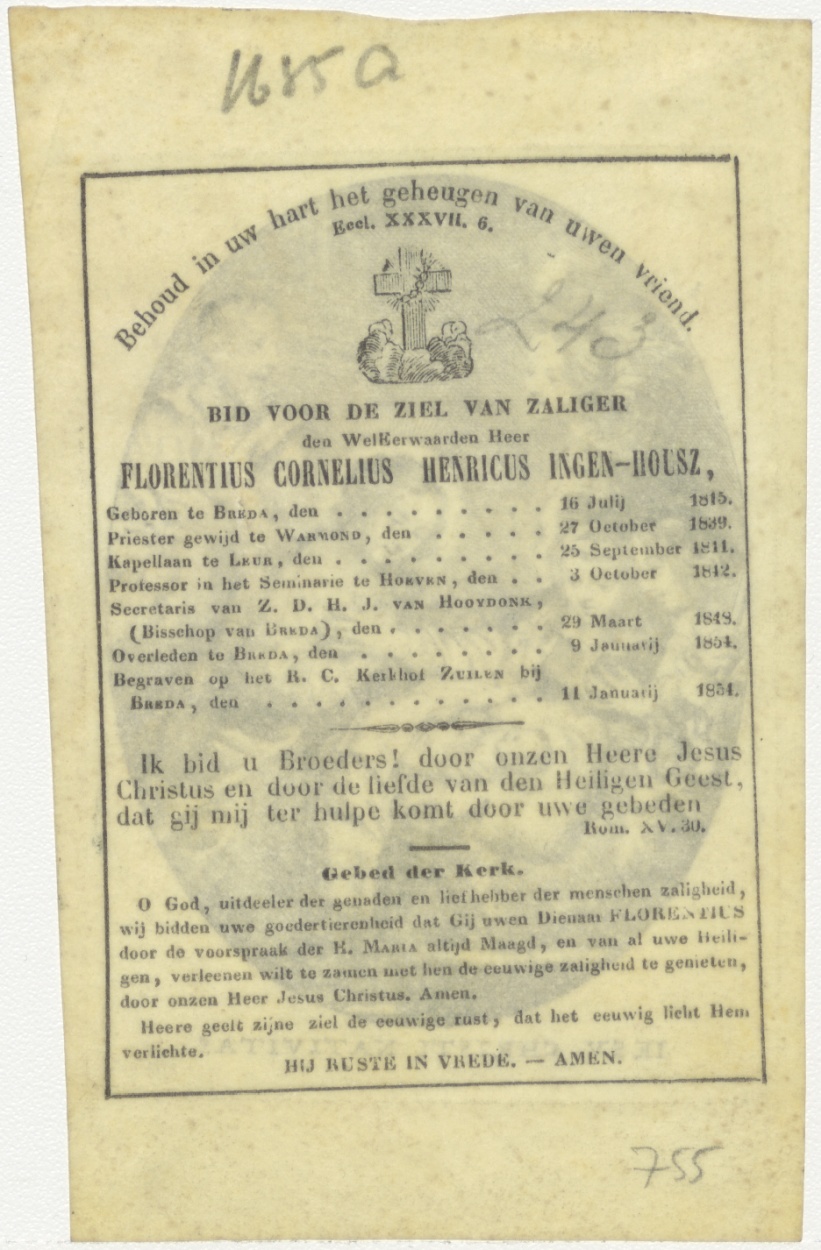 1685 a
Behoud in uw hart het geheugen van uwen vriend.
Eccl. XXXVII. 6.
243
BID VOOR DE ZIEL VAN ZALIGER
den WelEerwaarden Heer
FLORENTIUS CORNELIUS HENRICUS INGEN-HOUSZ,
Geboren te BREDA, den . . . . . . . . . 16 Julij 1815.
Priester gewijd te WARMOND, den . . . . . 27 October 1839.
Kapellaan te LEUR, den . . . . . . . . . 25 September 1841.
Professor in het Seminarie te HOEVEN, den . . 3 October 1842.
Secretaris van Z. D. H. J. VAN HOOYDONK,
(Bisschop van BREDA), den . . . . . . . 29 Maart 1848.
Overleden te BREDA, den . . . . . . . . 9 Januarij 1854.
Begraven op het R. C. Kerkhof ZUILEN bij
BREDA, den . . . . . . . . . . . . 11 Januarij 1854.
Ik bid u Broeders! door onzen Heere Jesus
Christus en door de liefde van den Heiligen Geest,
dat gij mij ter hulpe komt door uwe gebeden
Rom. XV. 30.
Gebed der Kerk.
O God, uitdeeler der genaden en liefhebber der menschen zaligheid,
wij bidden uwe goedertierenheid dat Gij uwen Dienaar FLORENTIUS
door de voorspraak der H. MARIA altijd Maagd, en van al uwe Heili-
gen, verleenen wilt te zamen met hen de eeuwige zaligheid te genieten,
door onzen Heer Jesus Christus. Amen.
Heere geeft zijne ziel de eeuwige rust, dat het eeuwig licht Hem
verlichte.
HIJ RUSTE IN VREDE. — AMEN.
755